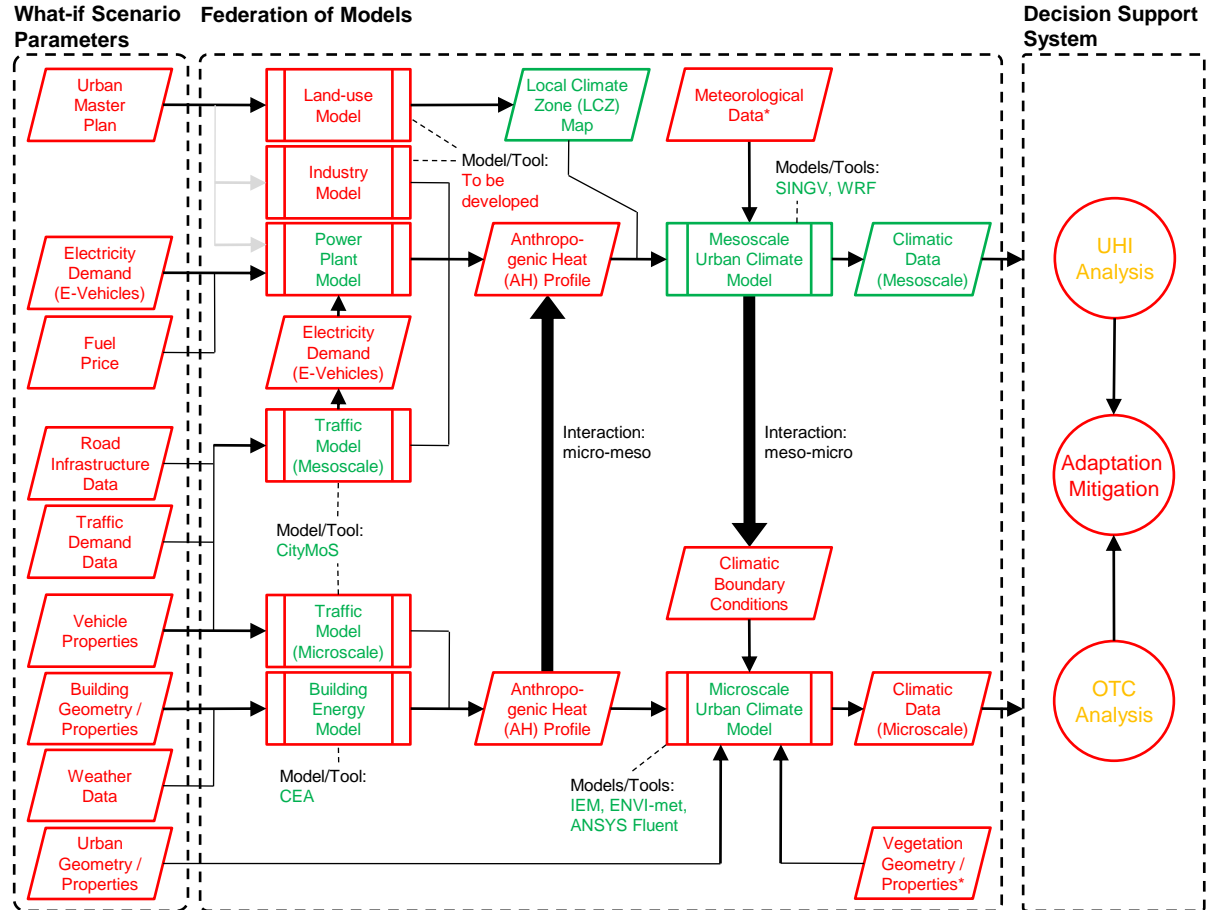 What-if Scenario
Parameters
Federation of Models
Decision Support
System
Urban
Master
Plan
Land-use
Model
Local Climate
Zone (LCZ)
Map
Meteorological
Data*
Industry
Model
Model/Tool:
To be
developed
Models/Tools:
SINGV, WRF
Electricity
Demand
(E-Vehicles)
Power
Plant
Model
Anthropo-
genic Heat
(AH) Profile
Mesoscale
Urban Climate
Model
Climatic
Data
(Mesoscale)
UHI
Analysis
Fuel
Price
Electricity
Demand
(E-Vehicles)
Road
Infrastructure
Data
Traffic
Model
(Mesoscale)
Interaction:
micro-meso
Interaction:
meso-micro
Adaptation
Mitigation
Traffic
Demand
Data
Model/Tool:
CityMoS
Climatic
Boundary
Conditions
Vehicle
Properties
Traffic
Model
(Microscale)
Building
Geometry /
Properties
Building
Energy
Model
Anthropo-
genic Heat
(AH) Profile
Microscale
Urban Climate
Model
Climatic
Data
(Microscale)
OTC
Analysis
Weather
Data
Model/Tool:
CEA
Models/Tools:
IEM, ENVI-met,
ANSYS Fluent
Urban
Geometry /
Properties
Vegetation
Geometry /
Properties*